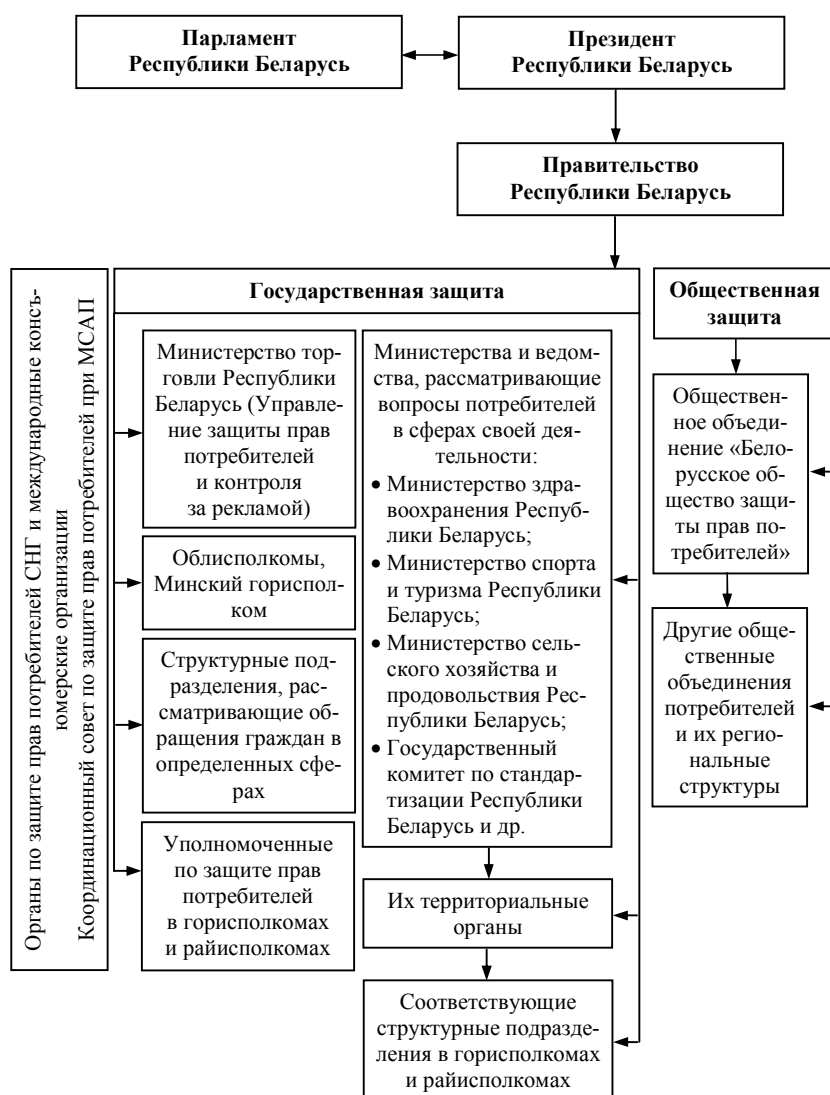 Парламент
Республики Беларусь
Президент
Республики Беларусь
Правительство
Республики Беларусь
Органы по защите прав потребителей СНГ и международные консъ-
юмерские организации
Координационный совет по защите прав потребителей при МСАП
Государственная защита
Министерство тор-
говли Республики
Беларусь (Управле-
ние защиты прав
потребителей
и контроля
за рекламой)
Облисполкомы,
Минский гориспол-
ком
Структурные под-
разделения, рас-
сматривающие об-
ращения граждан в
определенных сфе-
рах
Уполномоченные
по защите прав
потребителей
в горисполкомах
и райисполкомах
Министерства и ведом-
ства, рассматривающие
вопросы потребителей
в сферах своей дея-
тельности:
• Министерство здра-
воохранения Респуб-
лики Беларусь;
• Министерство спорта
и туризма Республики
Беларусь;
• Министерство сель-
ского хозяйства и
продовольствия Рес-
публики Беларусь;
• Государственный
комитет по стандар-
тизации Республики
Беларусь и др.
Их территориальные
органы
Соответствующие
структурные подразде-
ления в горисполкомах
и райисполкомах
Общественная
защита
Обществен-
ное объеди-
нение «Бело-
русское об-
щество защи-
ты прав по-
требителей»
Другие обще-
ственные
объединения
потребителей
и их регио-
нальные
структуры